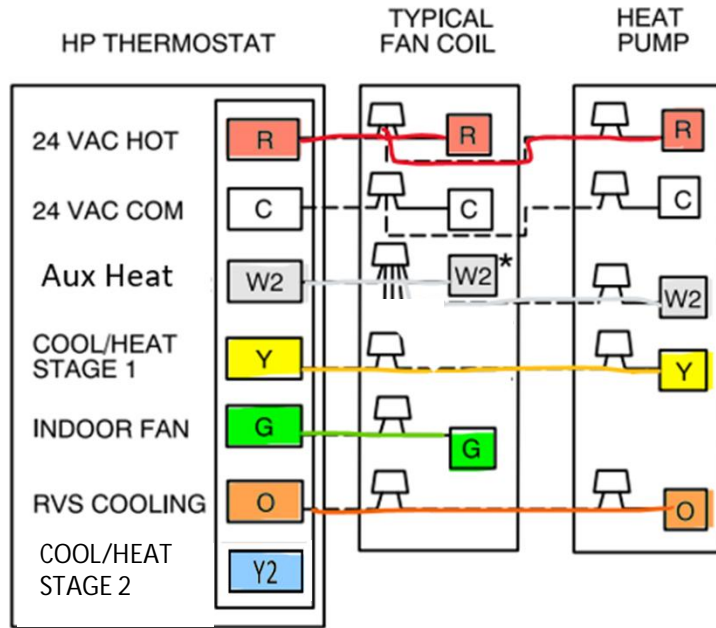 HP THERMOSTAT
TYPICAL
FAN COIL
HEAT
PUMP
24 VAC HOT
R
R
R
24 VAC COM
C
C
C
Aux Heat
W2
W2*
W2
COOL/HEAT
STAGE 1
Y
Y
INDOOR FAN
G
G
RVS COOLING
O
O
COOL/HEAT
STAGE 2
Y2